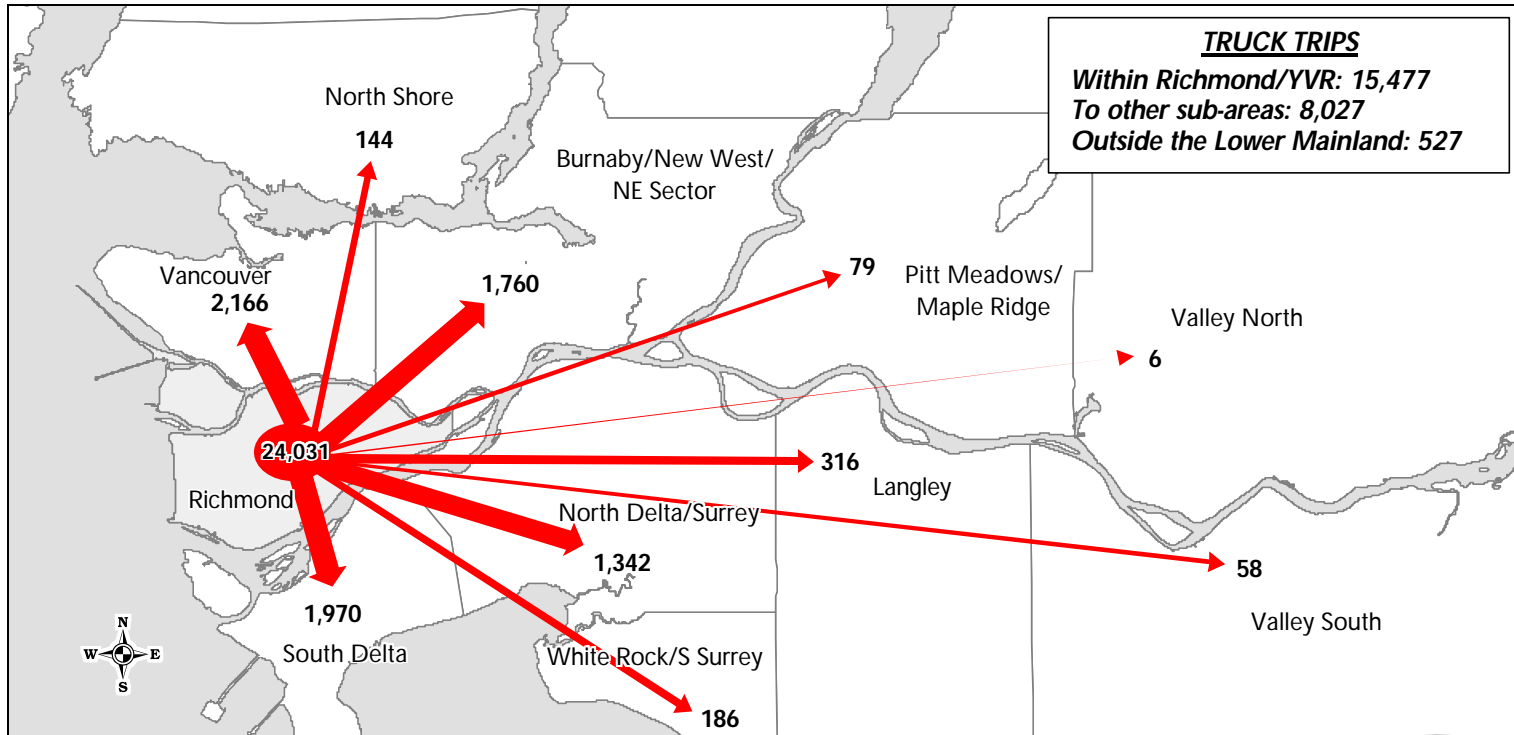 TRUCK TRIPS
Within Richmond/YVR: 15,477
To other sub-areas: 8,027
Outside the Lower Mainland: 527
North Shore
144
Burnaby/New West/
NE Sector
Vancouver
2,166
1,760
79
Pitt Meadows/
Maple Ridge
Valley North
6
24,031
Richmond
316
Langley
North Delta/Surrey
1,342
58
Valley South
1,970
South Delta
White Rock/S Surrey
186
N
W
E
S